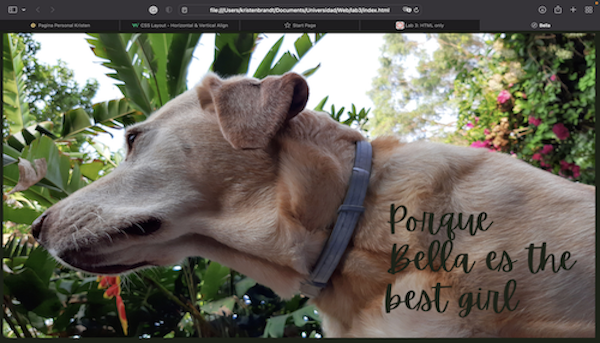 file:///Users/kristenbrandt/Documents/Universidad/Web/lab3/index.html
Pagina Personal Kristen
CSS Layout - Horizontal & Vertical Align
Start Page
Lab 3: HTML only
Bella
Porque
Bella es the
best girl